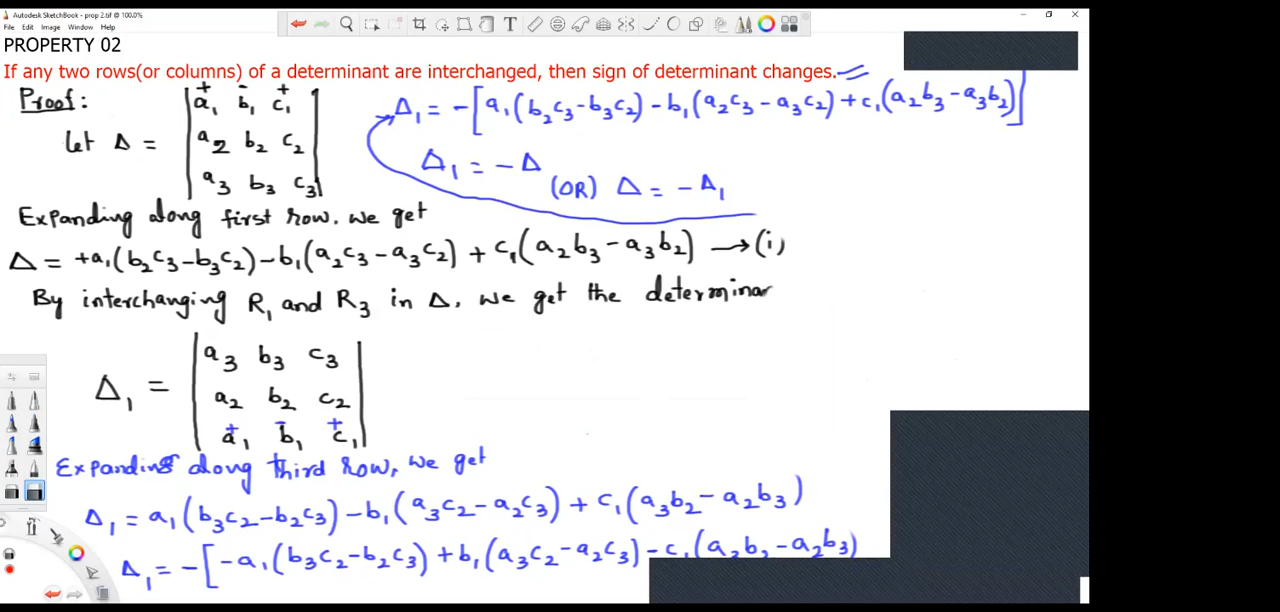 Autodesk SketchBook - prop 2.tif @ 100.0%
File Edit Image Window Help
PROPERTY 02
If any two rows(or columns) of a determinant are interchanged, then sign of determinant changes.
Proof:
+ - +
a₁ b₁ c₁
let Δ = a₂ b₂ c₂
a₃ b₃ c₃
Δ₁ = -[a₁(b₂c₃-b₃c₂) - b₁(a₂c₃ - a₃c₂) + c₁(a₂b₃ - a₃b₂)]
Δ₁ = - Δ
(OR) Δ = - Δ₁
Expanding along first row. we get
Δ = +a₁(b₂c₃-b₃c₂) - b₁(a₂c₃ - a₃c₂) + c₁(a₂b₃ - a₃b₂) → (i)
By interchanging R₁ and R₃ in Δ, we get the
a₃ b₃ c₃
Δ₁ = a₂ b₂ c₂
+ - +
a₁ b₁ c₁
Expanding along third row, we get
Δ₁ = a₁(b₃c₂-b₂c₃) - b₁(a₃c₂ - a₂c₃) + c₁(a₃b₂ - a₂b₃)
Δ₁ = -[-a₁(b₃c₂-b₂c₃) + b₁(a₃c₂ - a₂c₃) - c₁( - a₂b₃)